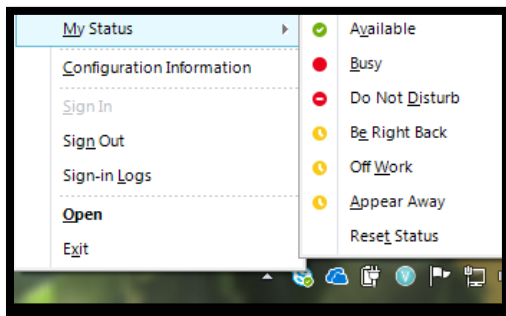 My Status
Configuration Information
Sign In
Sign Out
Sign-in Logs
Open
Exit
Available
Busy
Do Not Disturb
Be Right Back
Off Work
Appear Away
Reset Status
V